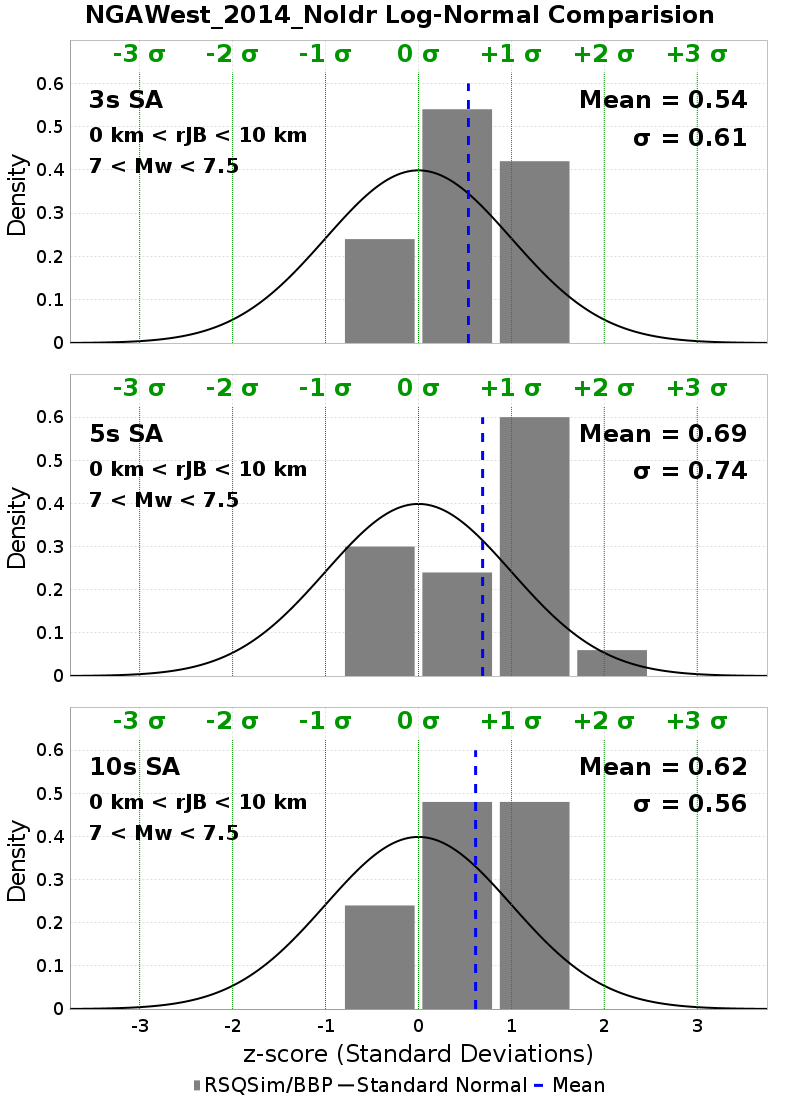 NGAWest_2014_NoIdr Log-Normal Comparision
-3 σ -2 σ -1 σ 0 σ +1 σ +2 σ +3 σ
0.6
3s SA Mean = 0.54
0.5
0 km < rJB < 10 km σ = 0.61
7 < Mw < 7.5
0.4
Density
0.3
0.2
0.1
0
-3 σ -2 σ -1 σ 0 σ +1 σ +2 σ +3 σ
0.6
5s SA Mean = 0.69
0.5
0 km < rJB < 10 km σ = 0.74
7 < Mw < 7.5
0.4
Density
0.3
0.2
0.1
0
-3 σ -2 σ -1 σ 0 σ +1 σ +2 σ +3 σ
0.6
10s SA Mean = 0.62
0.5
0 km < rJB < 10 km σ = 0.56
7 < Mw < 7.5
0.4
Density
0.3
0.2
0.1
0
-3 -2 -1 0 1 2 3
z-score (Standard Deviations)
RSQSim/BBP Standard Normal Mean